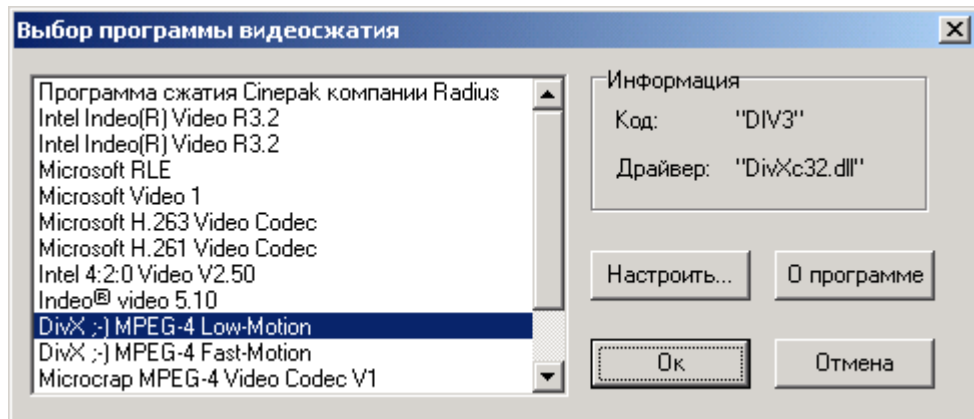 Выбор программы видеосжатия
Программа сжатия Cinepak компании Radius
Intel Indeo(R) Video R3.2
Intel Indeo(R) Video R3.2
Microsoft RLE
Microsoft Video 1
Microsoft H.263 Video Codec
Microsoft H.261 Video Codec
Intel 4:2:0 Video V2.50
Indeo® video 5.10
DivX ;-) MPEG-4 Low-Motion
DivX ;-) MPEG-4 Fast-Motion
Microcrap MPEG-4 Video Codec V1
Информация
Код: "DIV3"
Драйвер: "DivXc32.dll"
Настроить... О программе
Ок Отмена